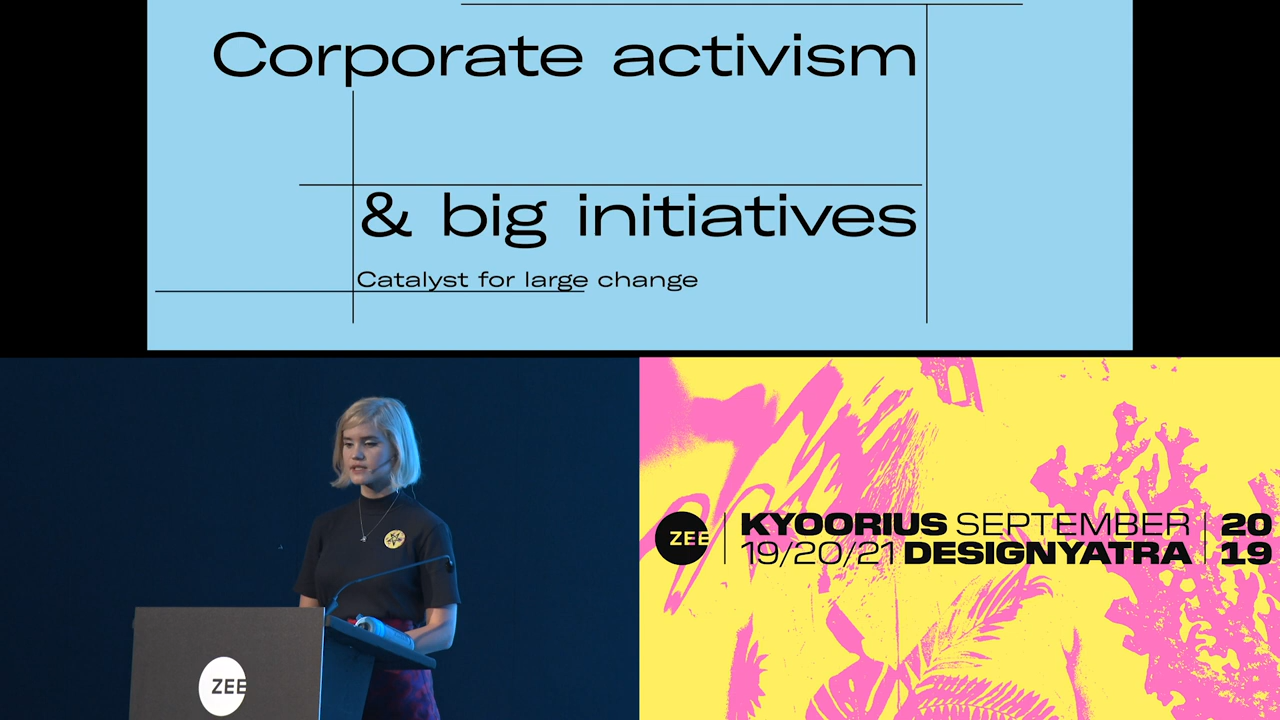 Corporate activism
& big initiatives
Catalyst for large change
ZEE
ZEE
KYOORIUS SEPTEMBER
19/20/21 DESIGNYATRA
20
19